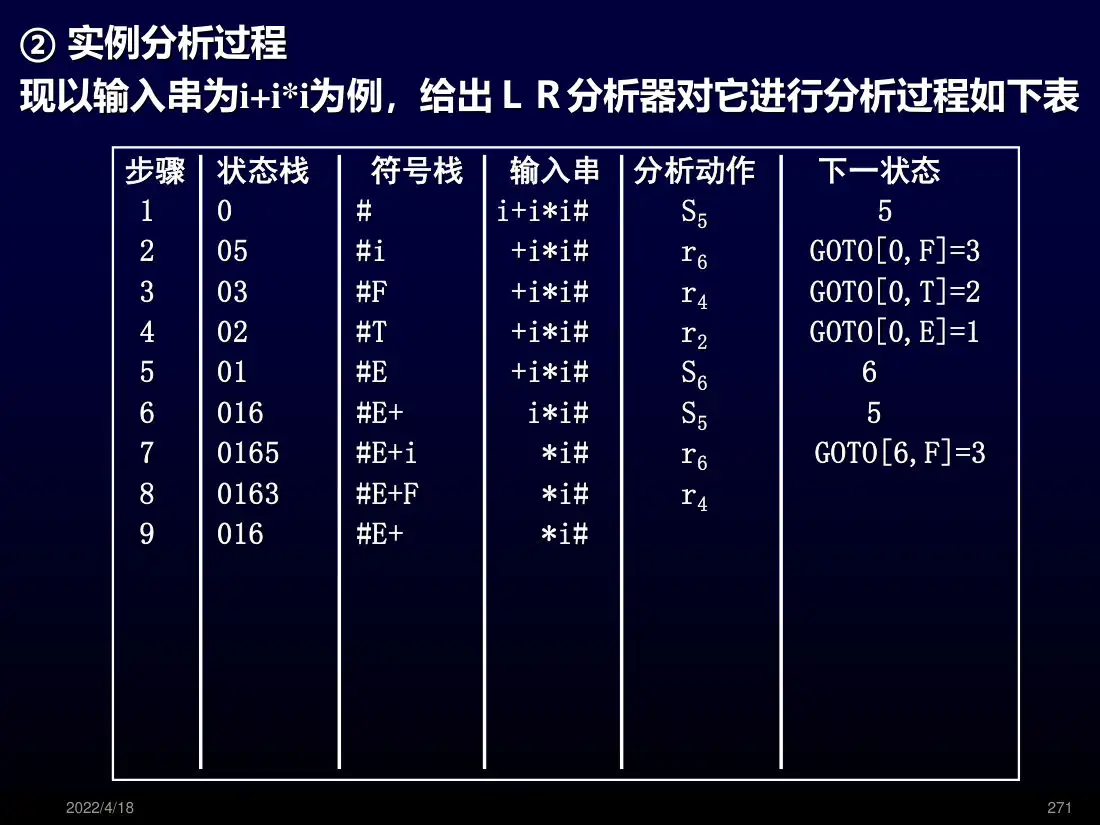 ② 实例分析过程
现以输入串为i+i*i为例，给出ＬＲ分析器对它进行分析过程如下表
步骤 状态栈 符号栈 输入串 分析动作 下一状态
1 0 # i+i*i# S5 5
2 05 #i +i*i# r6 GOTO[0,F]=3
3 03 #F +i*i# r4 GOTO[0,T]=2
4 02 #T +i*i# r2 GOTO[0,E]=1
5 01 #E +i*i# S6 6
6 016 #E+ i*i# S5 5
7 0165 #E+i *i# r6 GOTO[6,F]=3
8 0163 #E+F *i# r4
9 016 #E+ *i#
2022/4/18 271